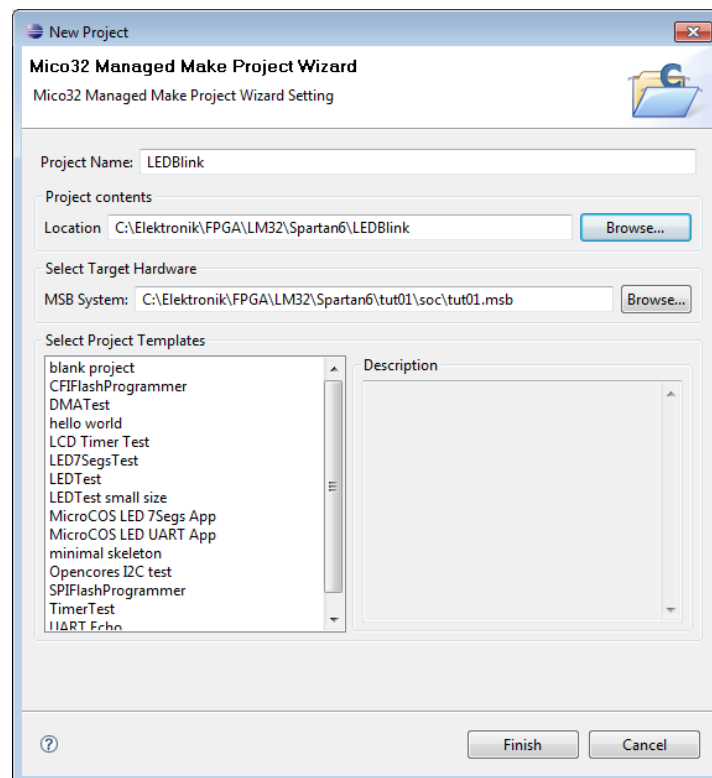 New Project
Mico32 Managed Make Project Wizard
Mico32 Managed Make Project Wizard Setting
Project Name: LEDBlink
Project contents
Location C:\Elektronik\FPGA\LM32\Spartan6\LEDBlink Browse...
Select Target Hardware
MSB System: C:\Elektronik\FPGA\LM32\Spartan6\tut01\soc\tut01.msb Browse...
Select Project Templates
Description
blank project
CFIFlashProgrammer
DMATest
hello world
LCD Timer Test
LED7SegsTest
LEDTest
LEDTest small size
MicroCOS LED 7Segs App
MicroCOS LED UART App
minimal skeleton
Opencores I2C test
SPIFlashProgrammer
TimerTest
UART Echo
Finish Cancel